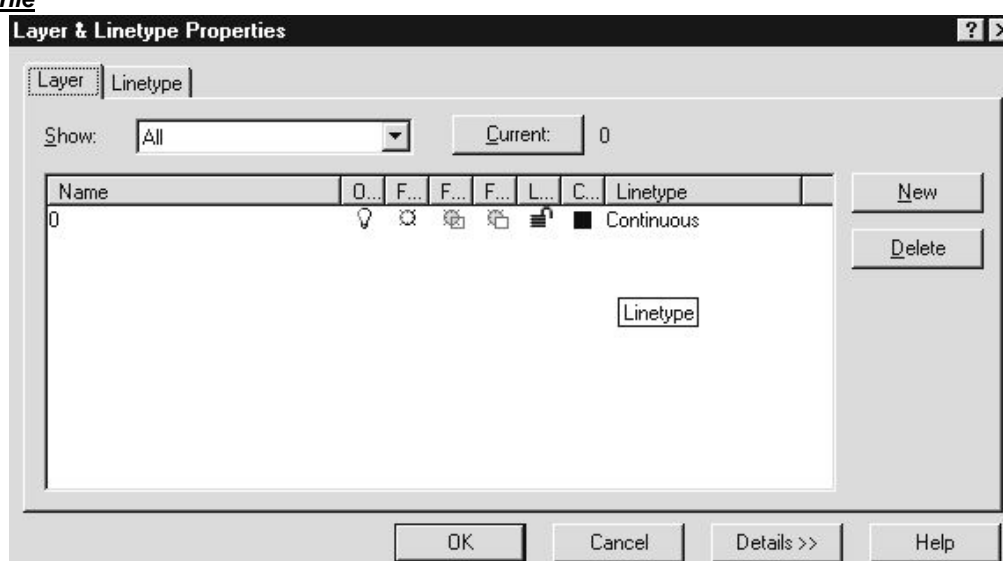 Layer & Linetype Properties
Layer Linetype
Show: All Current: 0
Name O... F... F... F... L... C... Linetype
0 Continuous
New
Delete
Linetype
OK Cancel Details >> Help